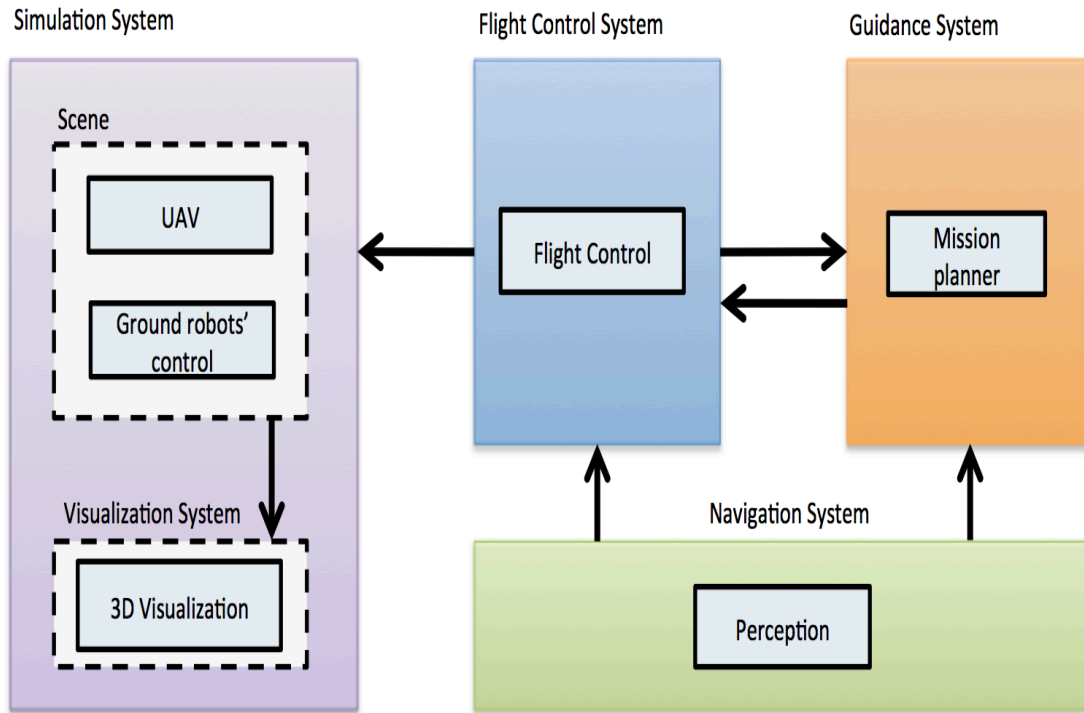 Simulation System
Flight Control System
Guidance System
Scene
UAV
Flight Control
Mission
planner
Ground robots’
control
Visualization System
Navigation System
3D Visualization
Perception